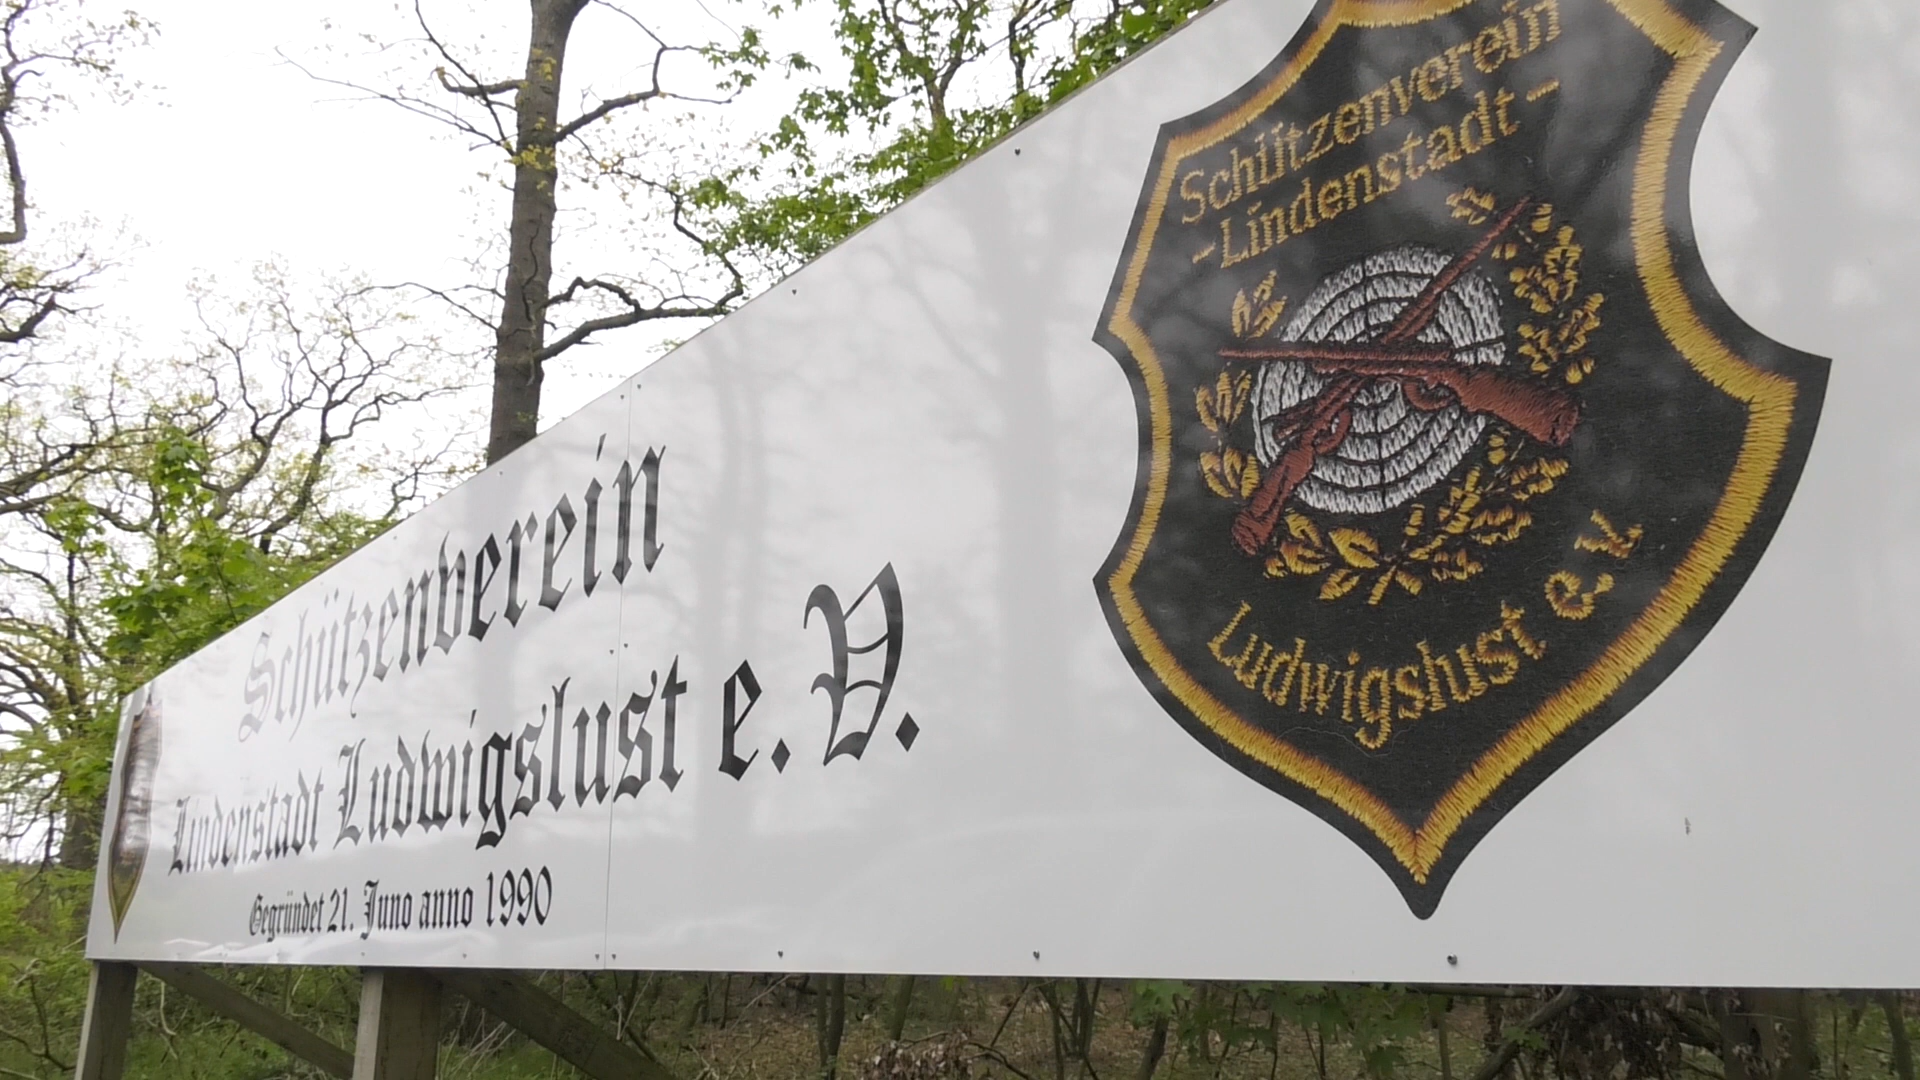 Schützenverein
Lindenstadt Ludwigslust e. V.
Gegründet 21. Juno anno 1990
Schützenverein
-Lindenstadt-
Ludwigslust e.V.